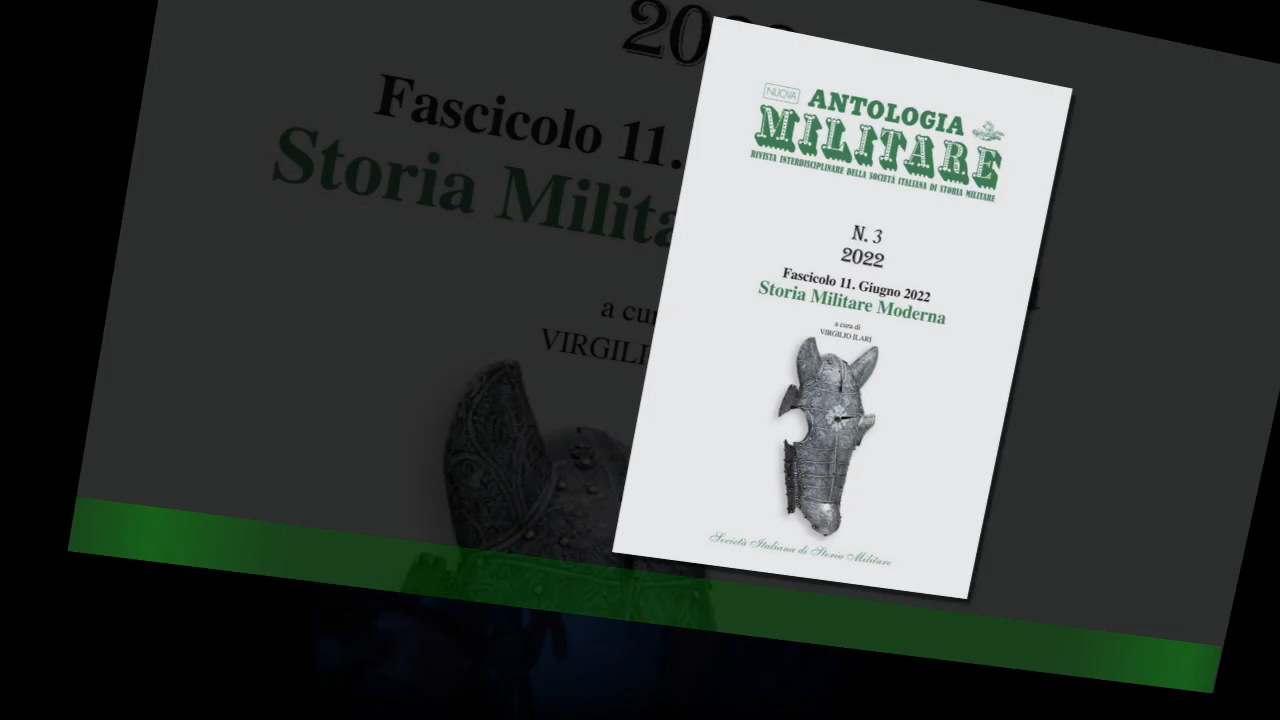 2022
Fascicolo 11.
Storia Milita
a cu
VIRGILI
NUOVA
ANTOLOGIA
MILITARE
RIVISTA INTERDISCIPLINARE DELLA SOCIETÀ ITALIANA DI STORIA MILITARE
N. 3
2022
Fascicolo 11. Giugno 2022
Storia Militare Moderna
a cura di
VIRGILIO ILARI
Società Italiana di Storia Militare